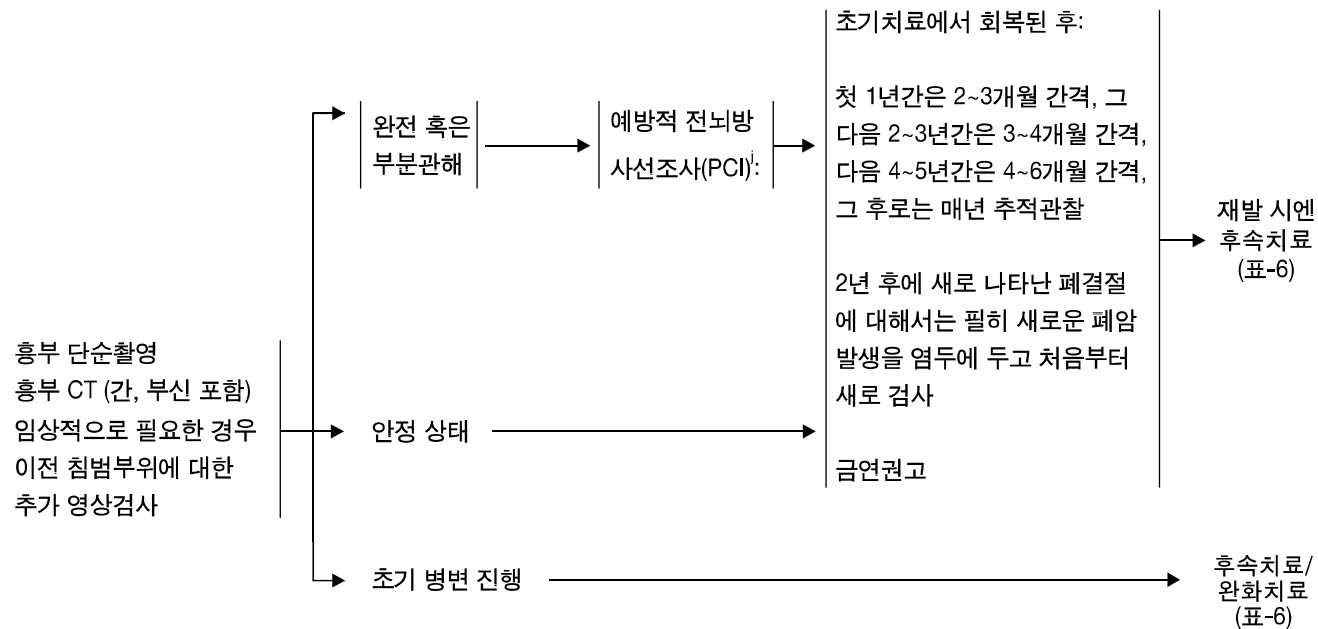 흉부 단순촬영
흉부 CT (간, 부신 포함)
임상적으로 필요한 경우
이전 침범부위에 대한
추가 영상검사
완전 혹은
부분관해
예방적 전뇌방
사선조사(PCI)j:
초기치료에서 회복된 후:
첫 1년간은 2~3개월 간격, 그
다음 2~3년간은 3~4개월 간격,
다음 4~5년간은 4~6개월 간격,
그 후로는 매년 추적관찰
2년 후에 새로 나타난 폐결절
에 대해서는 필히 새로운 폐암
발생을 염두에 두고 처음부터
새로 검사
금연권고
재발 시엔
후속치료
(표-6)
안정 상태
초기 병변 진행
후속치료/
완화치료
(표-6)